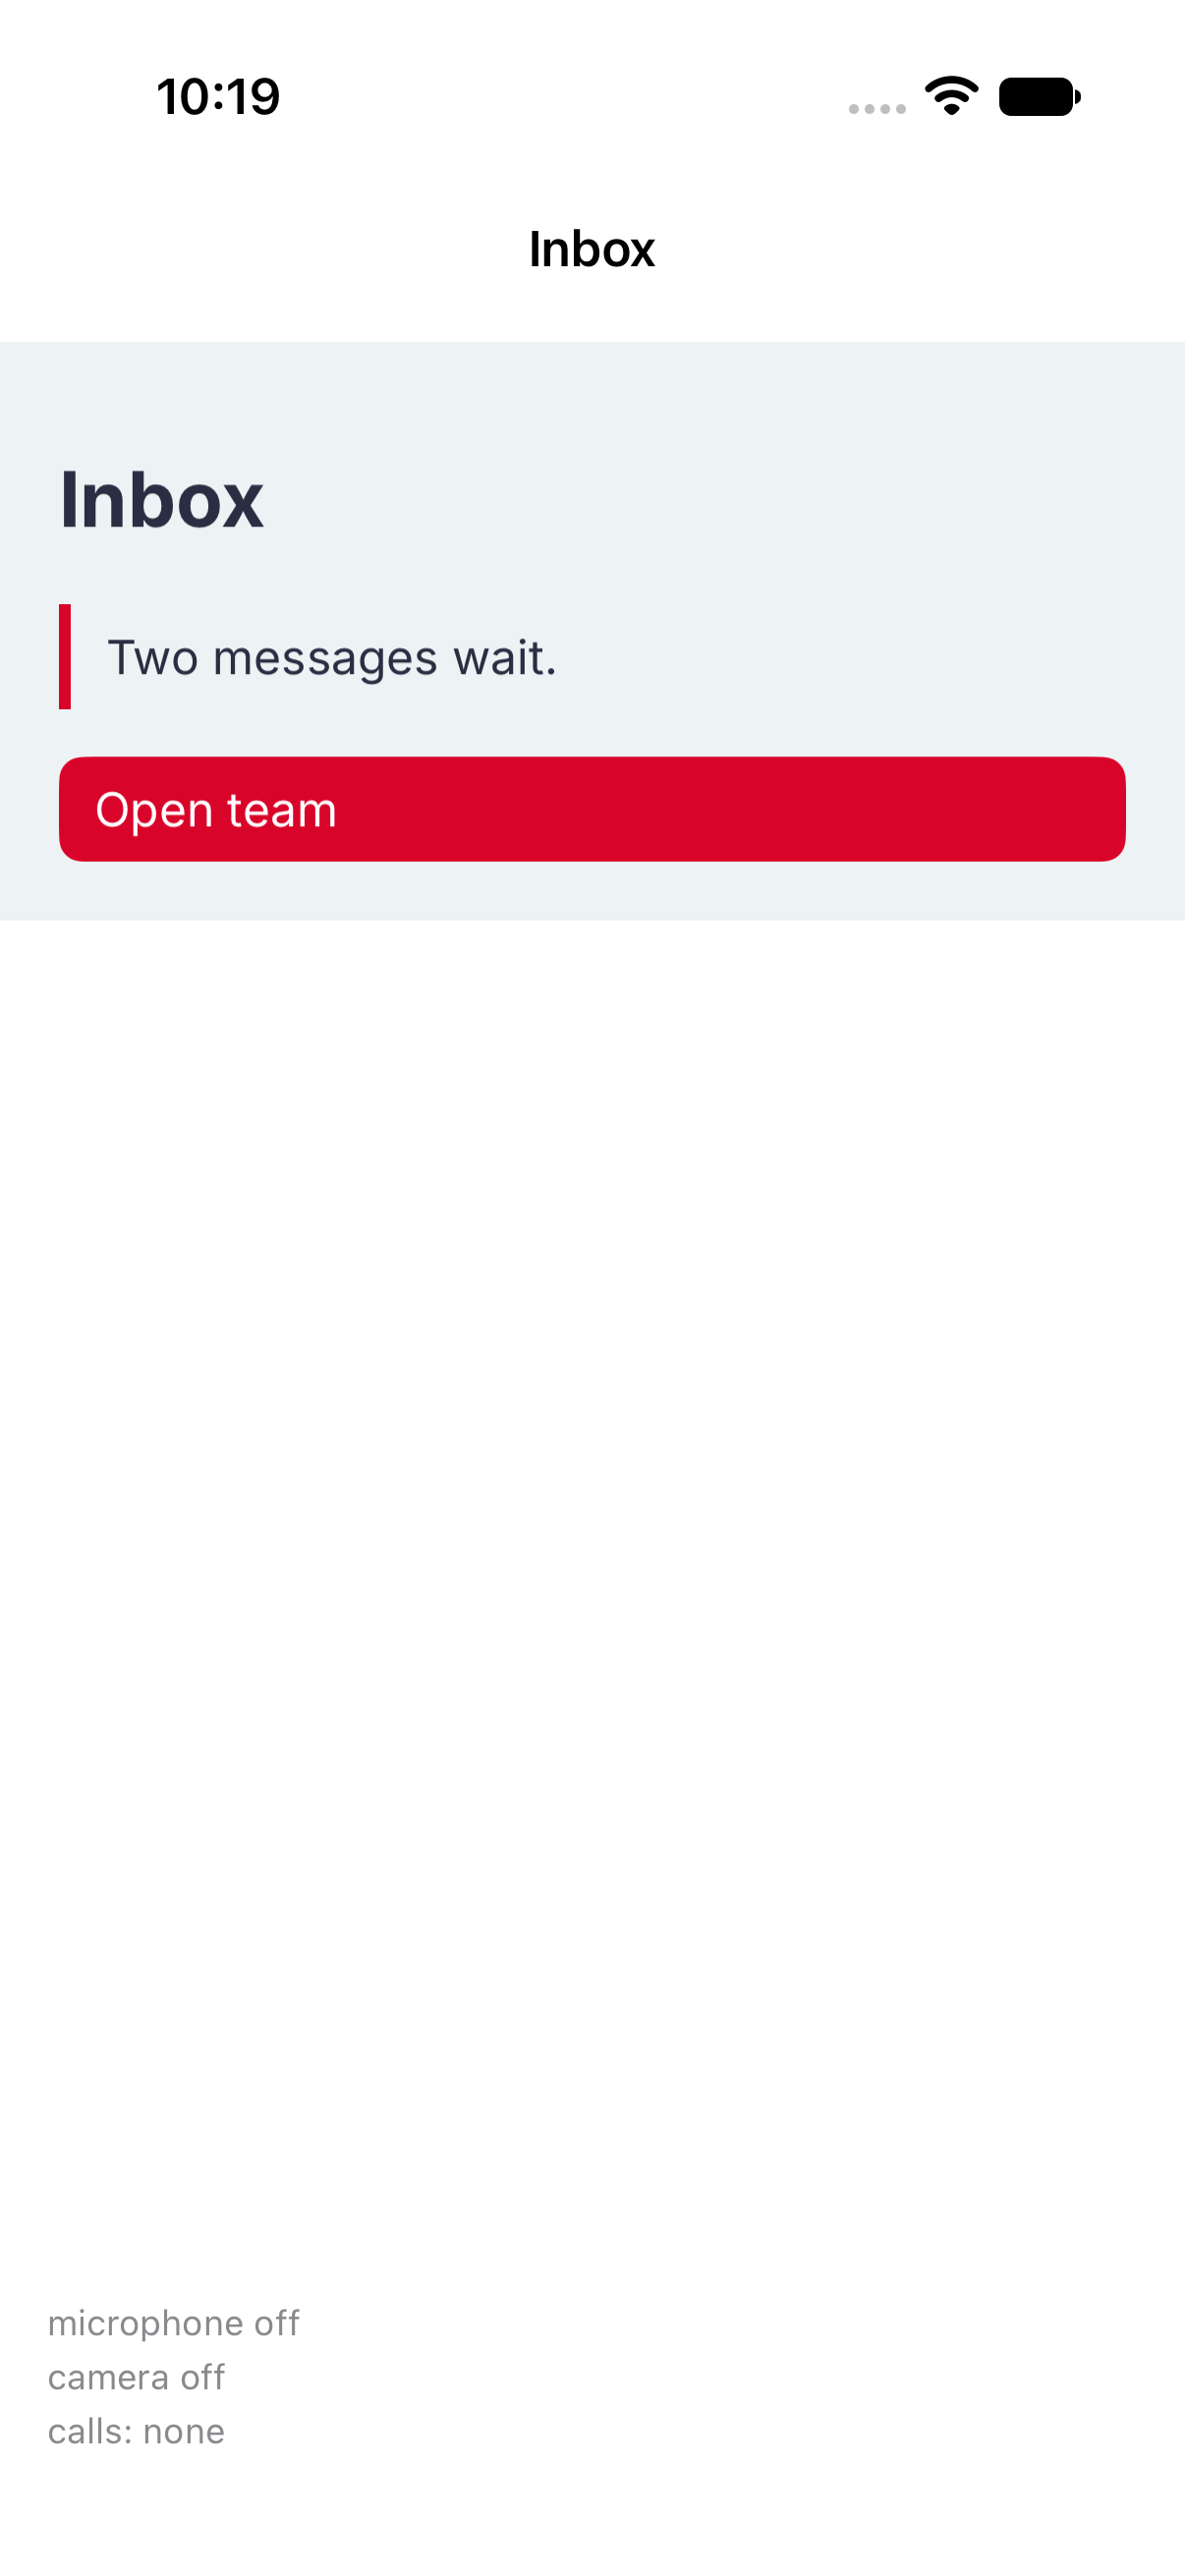 10:19
Inbox
Inbox
Two messages wait.
Open team
microphone off
camera off
calls: none